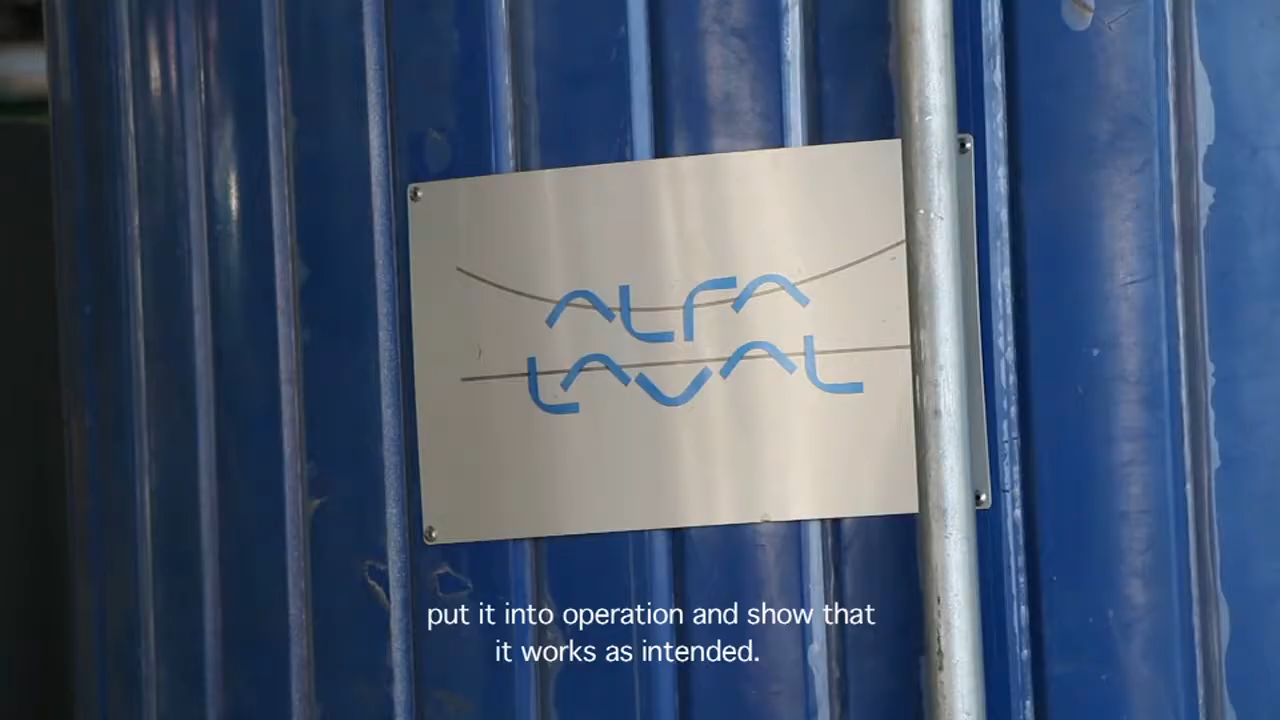 ALFA
LAVAL
put it into operation and show that
it works as intended.